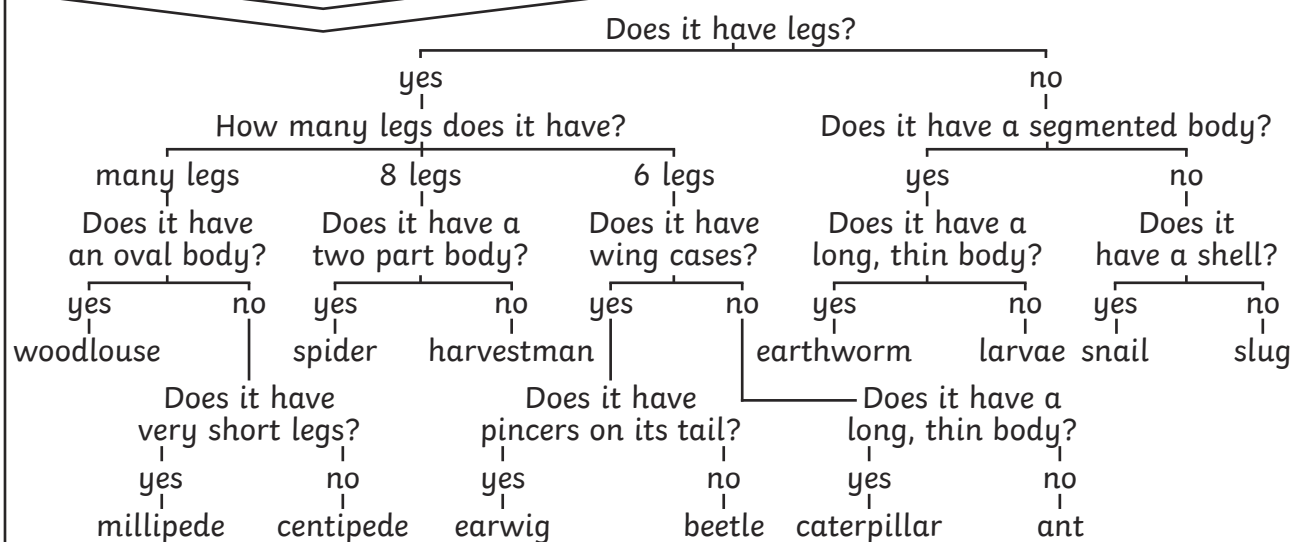 Does it have legs?
yes no
How many legs does it have? Does it have a segmented body?
many legs 8 legs 6 legs yes no
Does it have Does it have a Does it have Does it have a Does it
an oval body? two part body? wing cases? long, thin body? have a shell?
yes no yes no yes no yes no yes no
woodlouse spider harvestman earthworm larvae snail slug
Does it have Does it have Does it have a
very short legs? pincers on its tail? long, thin body?
yes no yes no yes no
millipede centipede earwig beetle caterpillar ant